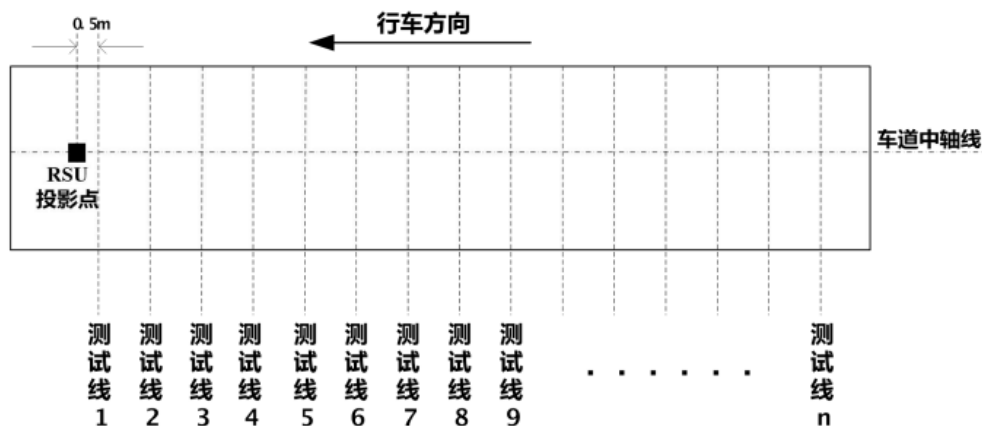 0.5m
行车方向
车道中轴线
RSU
投影点
测试线1
测试线2
测试线3
测试线4
测试线5
测试线6
测试线7
测试线8
测试线9
......
测试线n